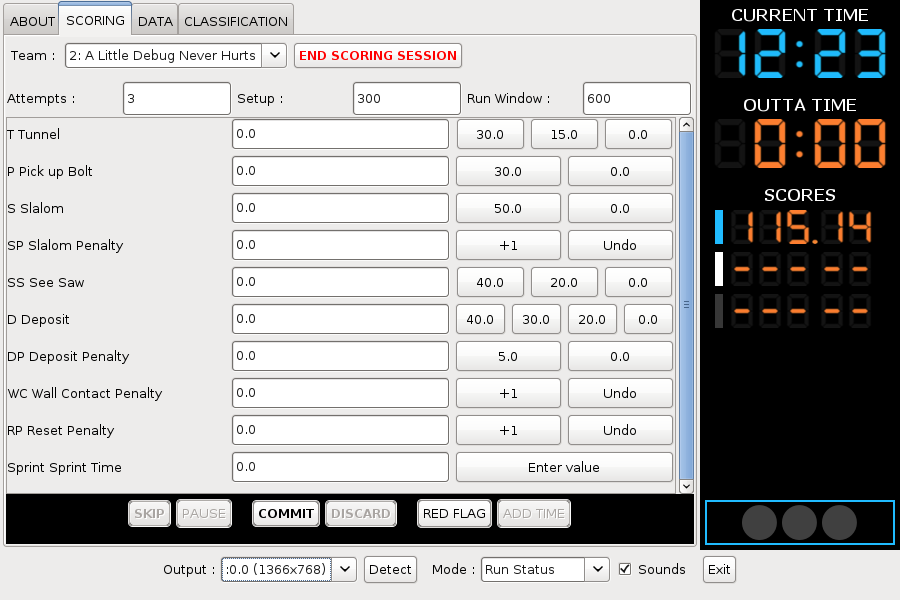 ABOUT SCORING DATA CLASSIFICATION
Team : 2: A Little Debug Never Hurts END SCORING SESSION
Attempts : 3 Setup : 300 Run Window : 600
T Tunnel 0.0 30.0 15.0 0.0
P Pick up Bolt 0.0 30.0 0.0
S Slalom 0.0 50.0 0.0
SP Slalom Penalty 0.0 +1 Undo
SS See Saw 0.0 40.0 20.0 0.0
D Deposit 0.0 40.0 30.0 20.0 0.0
DP Deposit Penalty 0.0 5.0 0.0
WC Wall Contact Penalty 0.0 +1 Undo
RP Reset Penalty 0.0 +1 Undo
Sprint Sprint Time 0.0 Enter value
SKIP PAUSE COMMIT DISCARD RED FLAG ADD TIME
Output : :0.0 (1366x768) Detect Mode : Run Status Sounds Exit
CURRENT TIME
12:23
OUTTA TIME
0:00
SCORES
115.14
--- --
--- --